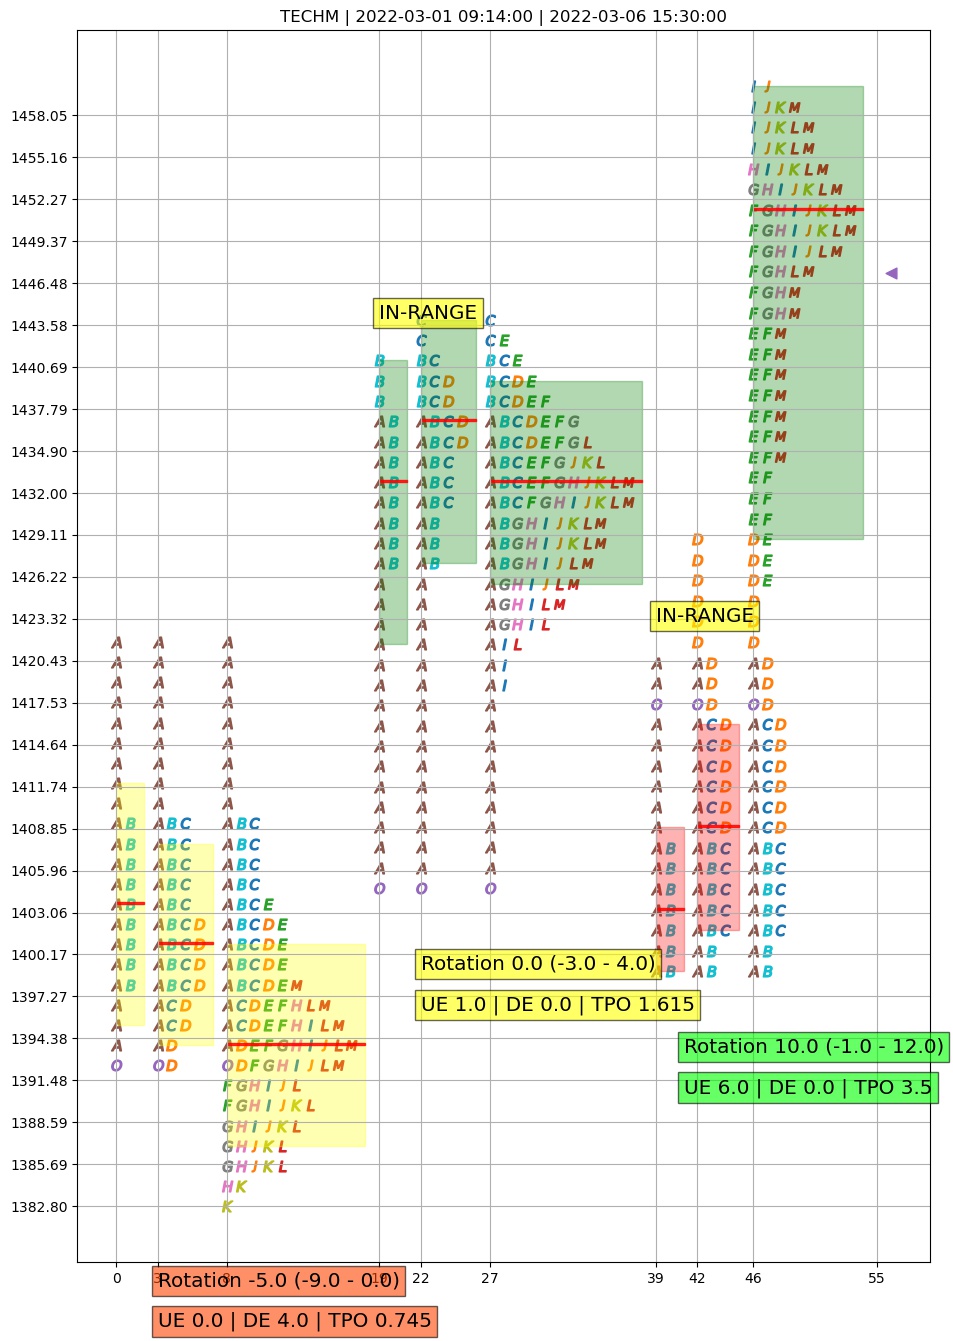 TECHM | 2022-03-01 09:14:00 | 2022-03-06 15:30:00
I J
I J K M
1458.05
I J K L M
I J K L M
1455.16
H I J K L M
G H I J K L M
1452.27
F G H I J K L M
F G H I J K L M
1449.37
F G H I J L M
F G H L M
1446.48
F G H M
IN-RANGE
F G H M
C C
1443.58
E F M
C C E
E F M
B B C B C E
1440.69
E F M
B B C D B C D E
E F M
B B C D B C D E F
1437.79
E F M
A B A B C D A B C D E F G
E F M
A B A B C D A B C D E F G L
1434.90
E F M
A B A B C A B C E F G J K L
E F
A B A B C A B C E F G H J K L M
1432.00
E F
A B A B C A B C F G H I J K L M
E F
A B A B A B G H I J K L M
1429.11
D D E
A B A B A B G H I J K L M
D D E
A B A B A B G H I J L M
1426.22
D D E
A A A G H I J L M
A A A G H I L M
IN-RANGE
1423.32
A A A G H I L
A A A A A A I L D D
1420.43
A A A A A A I A A D A D
A A A A A A I A A D A D
1417.53
A A A A A A O O D O D
A A A A A A A A C D A C D
1414.64
A A A A A A A A C D A C D
A A A A A A A A C D A C D
1411.74
A A A A A A A A C D A C D
A A A A A A A A C D A C D
1408.85
A B A B C A B C A A A A A C D A C D
A B A B C A B C A A A A B A B C A B C
1405.96
A B A B C A B C A A A A B A B C A B C
A B A B C A B C O O O A B A B C A B C
A B A B C A B C E A B A B C A B C
1403.06
A B A B C D A B C D E A B A B C A B C
A B A B C D A B C D E A B A B
1400.17
A B A B C D A B C D E A B A B A B
Rotation 0.0 (-3.0 - 4.0)
A B A B C D A B C D E M
1397.27
A A C D A C D E F H L M
UE 1.0 | DE 0.0 | TPO 1.615
A A C D A C D E F H I L M
1394.38
A A D A D E F G H I J L M
Rotation 10.0 (-1.0 - 12.0)
O O D O D F G H I J L M
1391.48
F G H I J L
UE 6.0 | DE 0.0 | TPO 3.5
F G H I J K L
1388.59
G H I J K L
G H J K L
1385.69
G H J K L
H K
1382.80
K
0 3 8 19 22 27 39 42 46 55
Rotation -5.0 (-9.0 - 0.0)
UE 0.0 | DE 4.0 | TPO 0.745